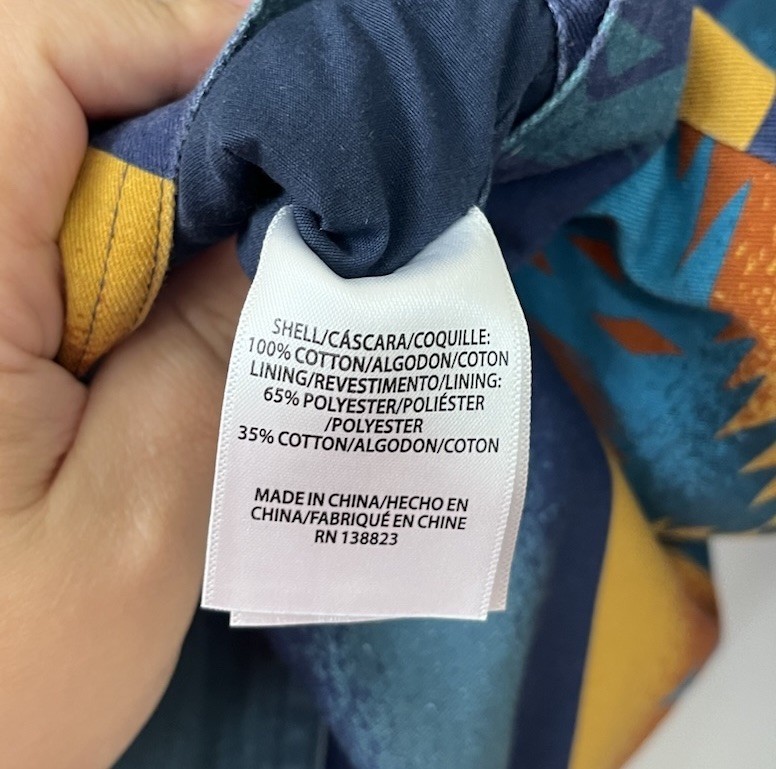 SHELL/CÁSCARA/COQUILLE:
100% COTTON/ALGODON/COTON
LINING/REVESTIMENTO/LINING:
65% POLYESTER/POLIÉSTER
/POLYESTER
35% COTTON/ALGODON/COTON
MADE IN CHINA/HECHO EN
CHINA/FABRIQUÉ EN CHINE
RN 138823